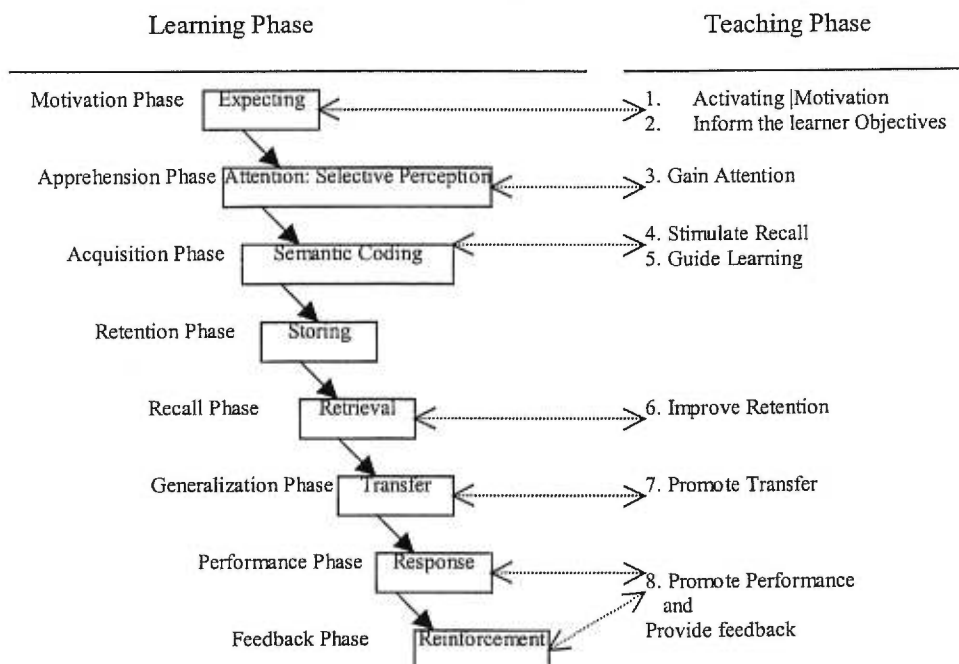 Learning Phase Teaching Phase
Motivation Phase Expecting 1. Activating |Motivation
2. Inform the learner Objectives
Apprehension Phase Attention: Selective Perception 3. Gain Attention
4. Stimulate Recall
Acquisition Phase Semantic Coding 5. Guide Learning
Retention Phase Storing
Recall Phase Retrieval 6. Improve Retention
Generalization Phase Transfer 7. Promote Transfer
Performance Phase Response 8. Promote Performance
and
Provide feedback
Feedback Phase Reinforcement